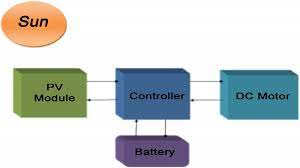 Sun
PV
Module
Controller
DC Motor
Battery